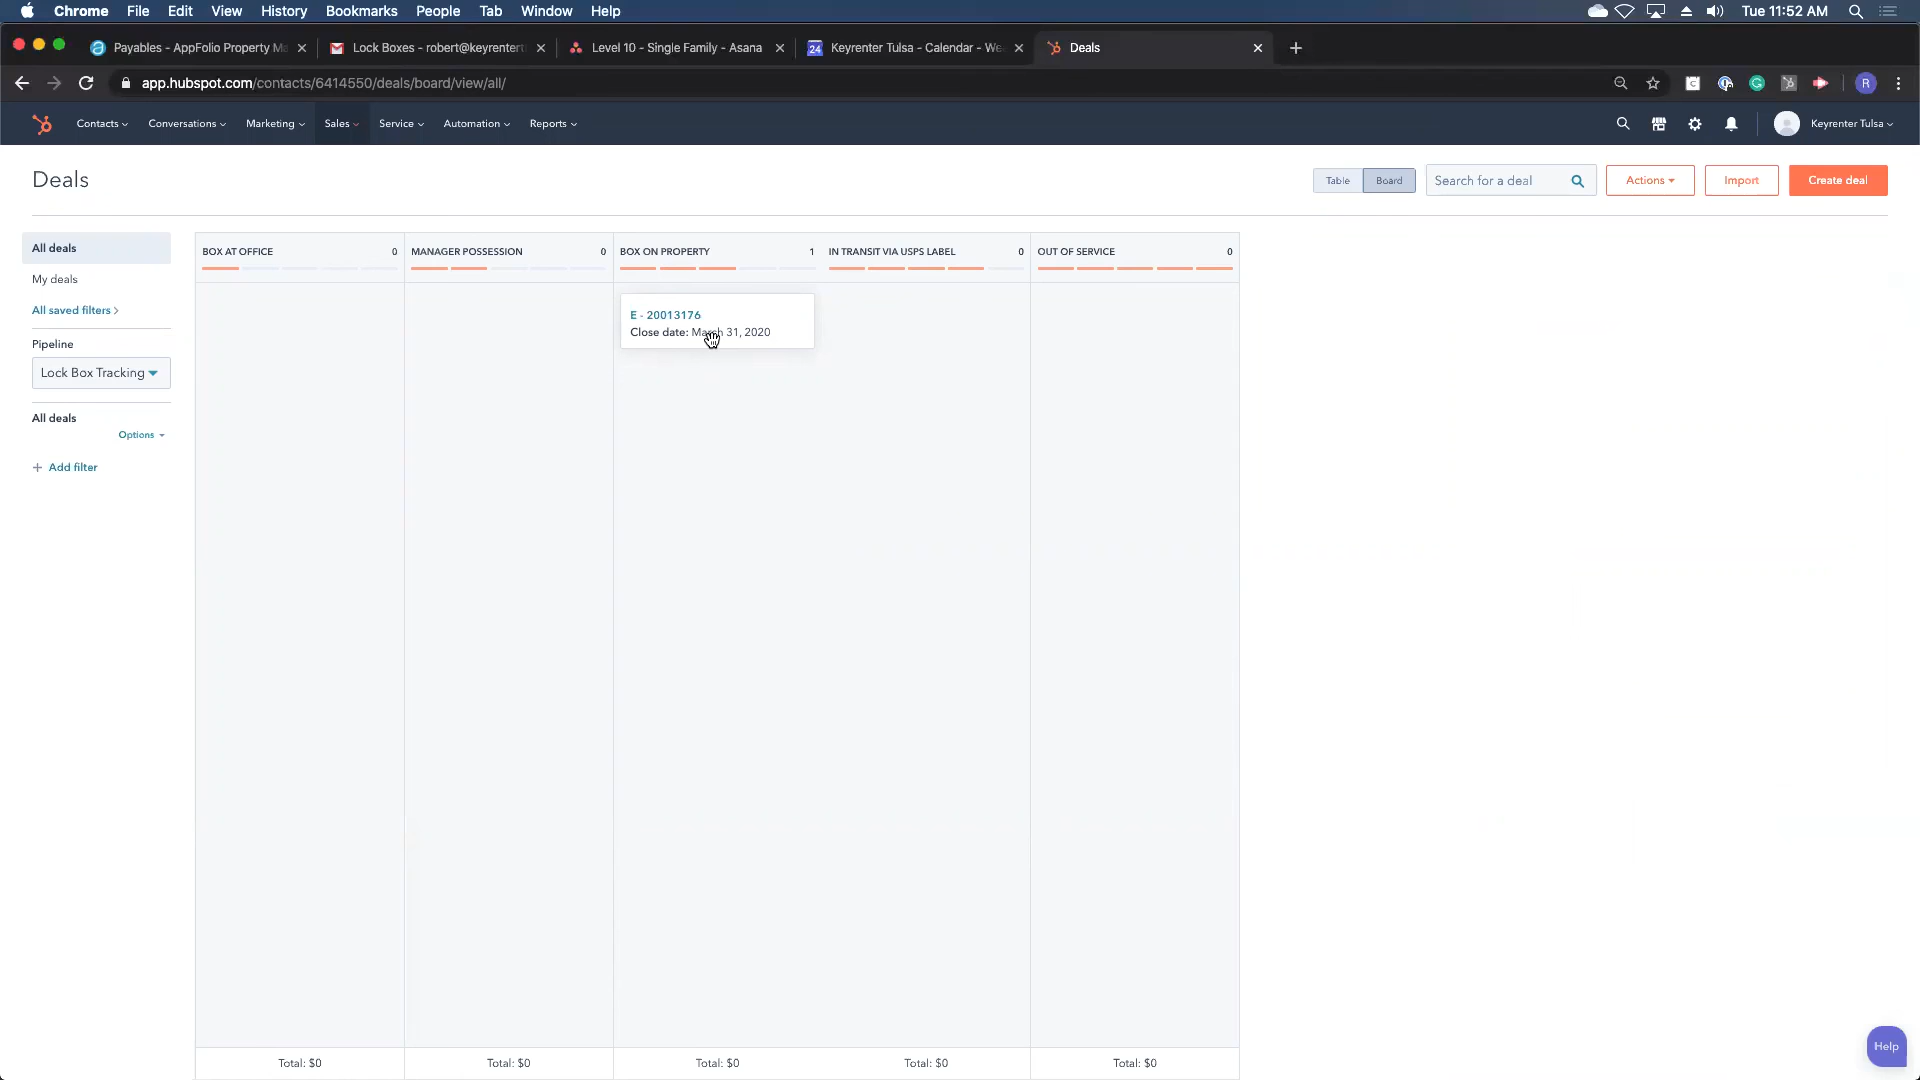 Chrome File Edit View History Bookmarks People Tab Window Help Tue 11:52 AM
Payables - AppFolio Property Ma Lock Boxes - robert@keyrentert Level 10 - Single Family - Asana 24 Keyrenter Tulsa - Calendar - We Deals
app.hubspot.com/contacts/6414550/deals/board/view/all/ R
Contacts Conversations Marketing Sales Service Automation Reports Keyrenter Tulsa
Deals
Table Board Search for a deal Actions Import Create deal
All deals
My deals
All saved filters
Pipeline
Lock Box Tracking
All deals
Options
+ Add filter
BOX AT OFFICE 0 MANAGER POSSESSION 0 BOX ON PROPERTY 1 IN TRANSIT VIA USPS LABEL 0 OUT OF SERVICE 0
E - 20013176
Close date: March 31, 2020
Total: $0 Total: $0 Total: $0 Total: $0 Total: $0
Help